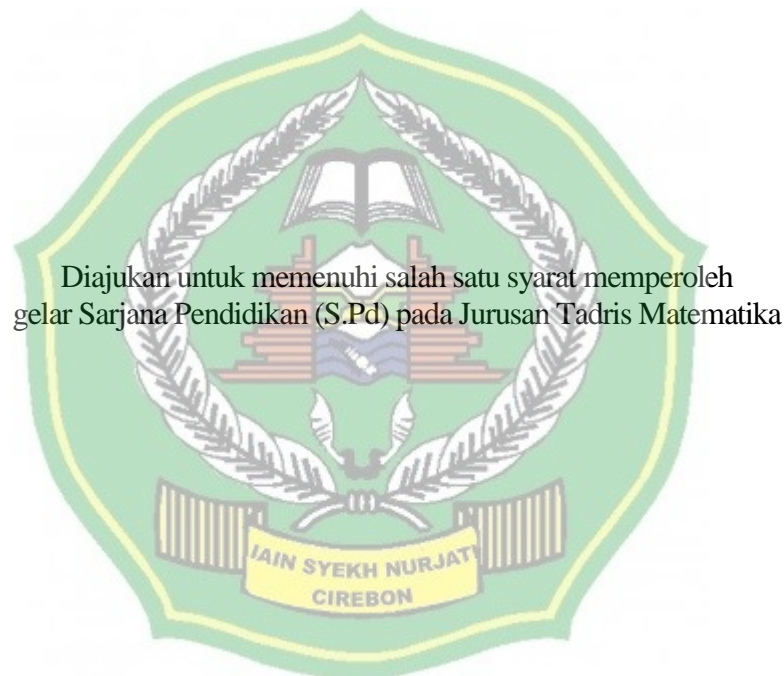 Diajukan untuk memenuhi salah satu syarat memperoleh
gelar Sarjana Pendidikan (S.Pd) pada Jurusan Tadris Matematika
IAIN SYEKH NURJATI
CIREBON